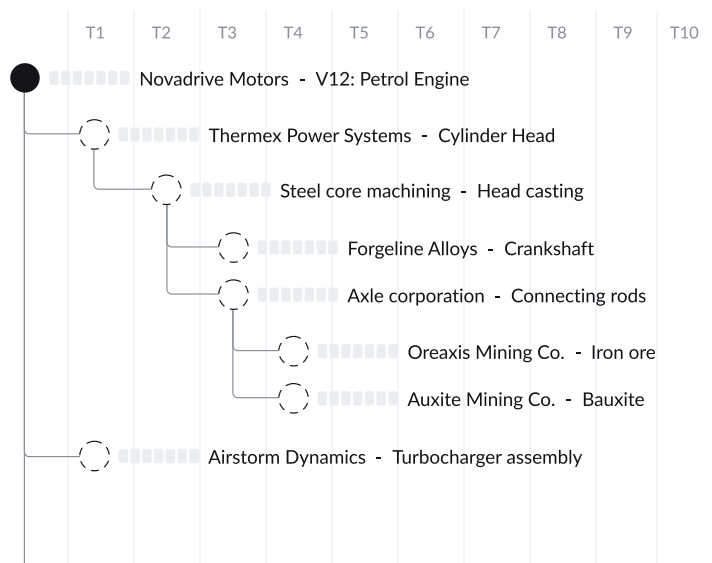 T1 T2 T3 T4 T5 T6 T7 T8 T9 T10
Novadrive Motors - V12: Petrol Engine
Thermex Power Systems - Cylinder Head
Steel core machining - Head casting
Forgeline Alloys - Crankshaft
Axle corporation - Connecting rods
Oreaxis Mining Co. - Iron ore
Auxite Mining Co. - Bauxite
Airstorm Dynamics - Turbocharger assembly